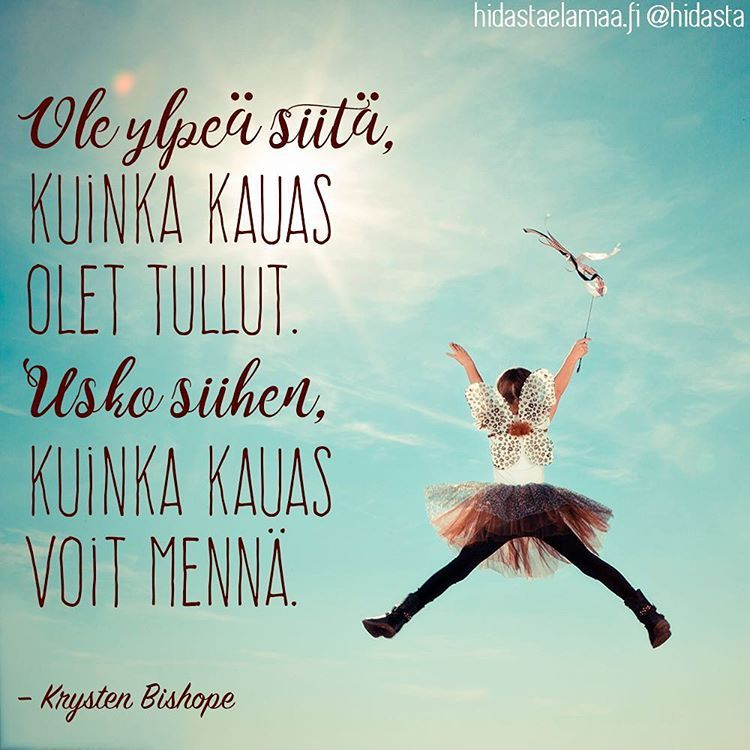 hidastaelamaa.fi @hidasta
Ole ylpeä siitä,
KUINKA KAUAS
OLET TULLUT.
Usko siihen,
KUINKA KAUAS
VOIT MENNÄ.
– Krysten Bishope